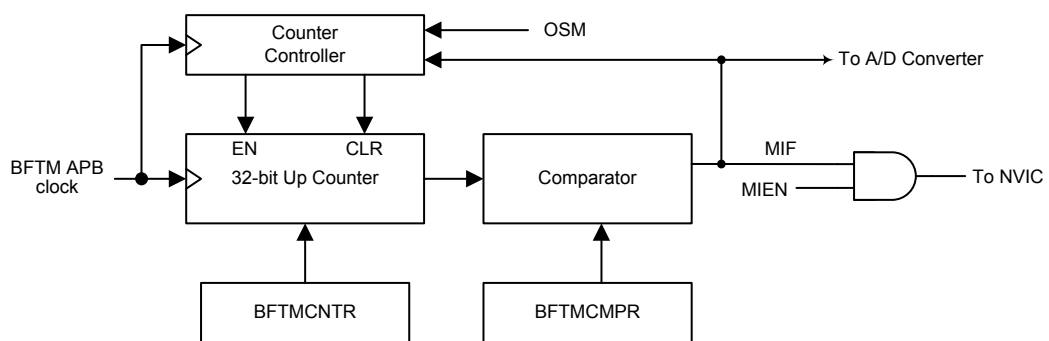 Counter
Controller
OSM
To A/D Converter
EN
CLR
BFTM APB
clock
32-bit Up Counter
Comparator
MIF
MIEN
To NVIC
BFTMCNTR
BFTMCMPR